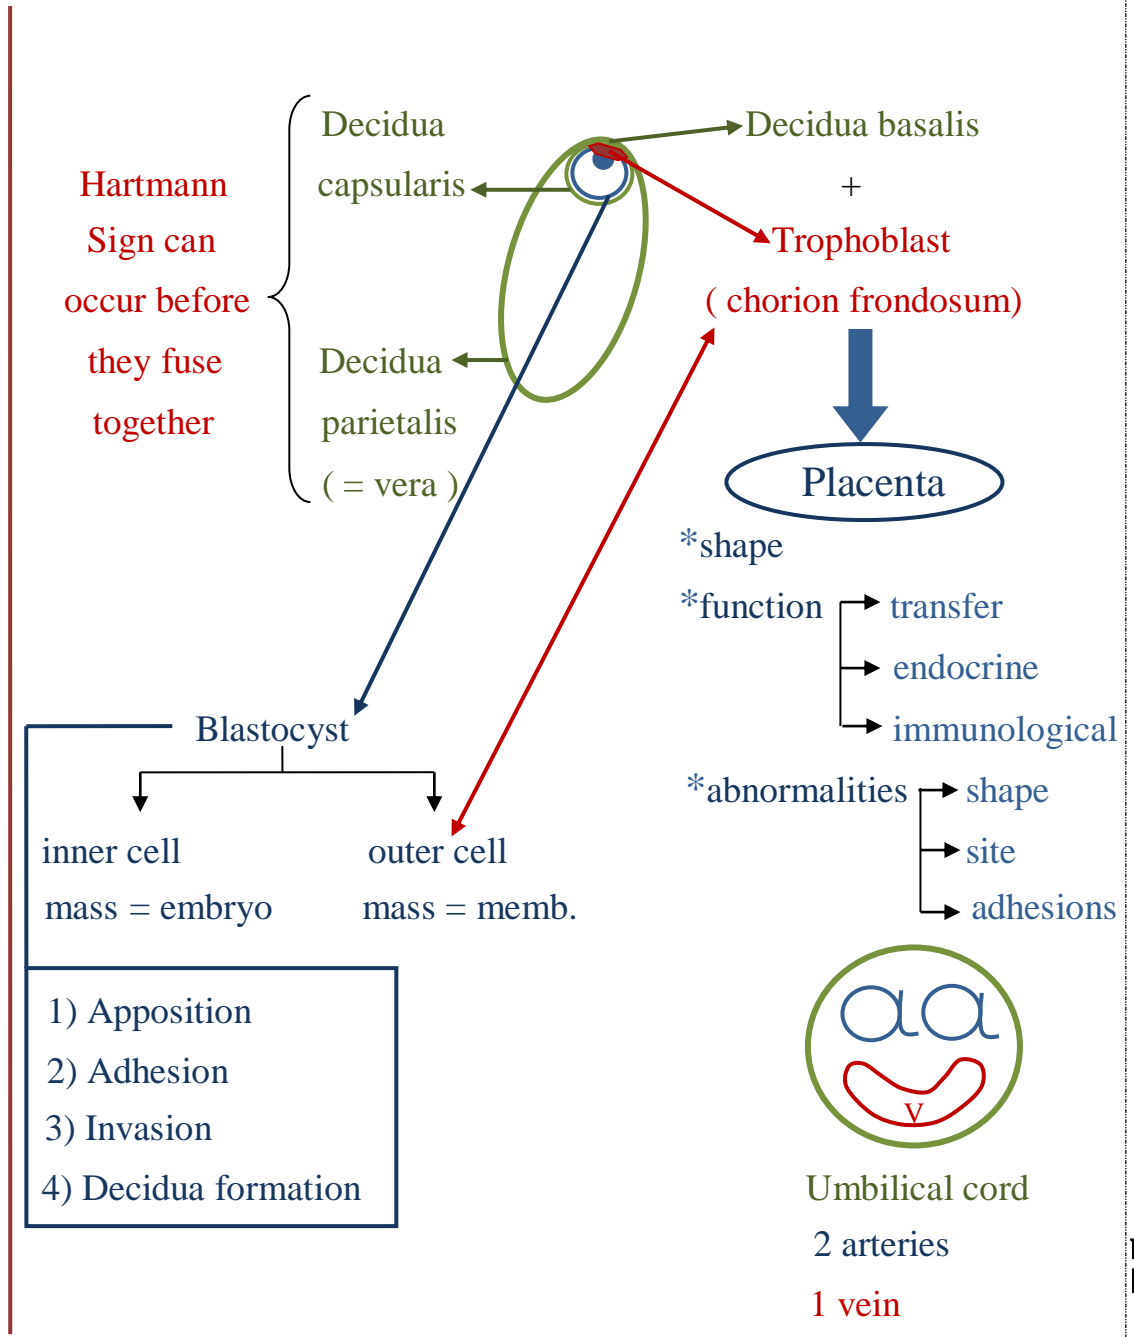 Hartmann
Sign can
occur before
they fuse
together
Decidua
capsularis
Decidua
parietalis
( = vera )
Decidua basalis
+
Trophoblast
( chorion frondosum)
Placenta
*shape
*function
transfer
endocrine
immunological
*abnormalities
shape
site
adhesions
Blastocyst
inner cell
mass = embryo
outer cell
mass = memb.
1) Apposition
2) Adhesion
3) Invasion
4) Decidua formation
a a
V
Umbilical cord
2 arteries
1 vein